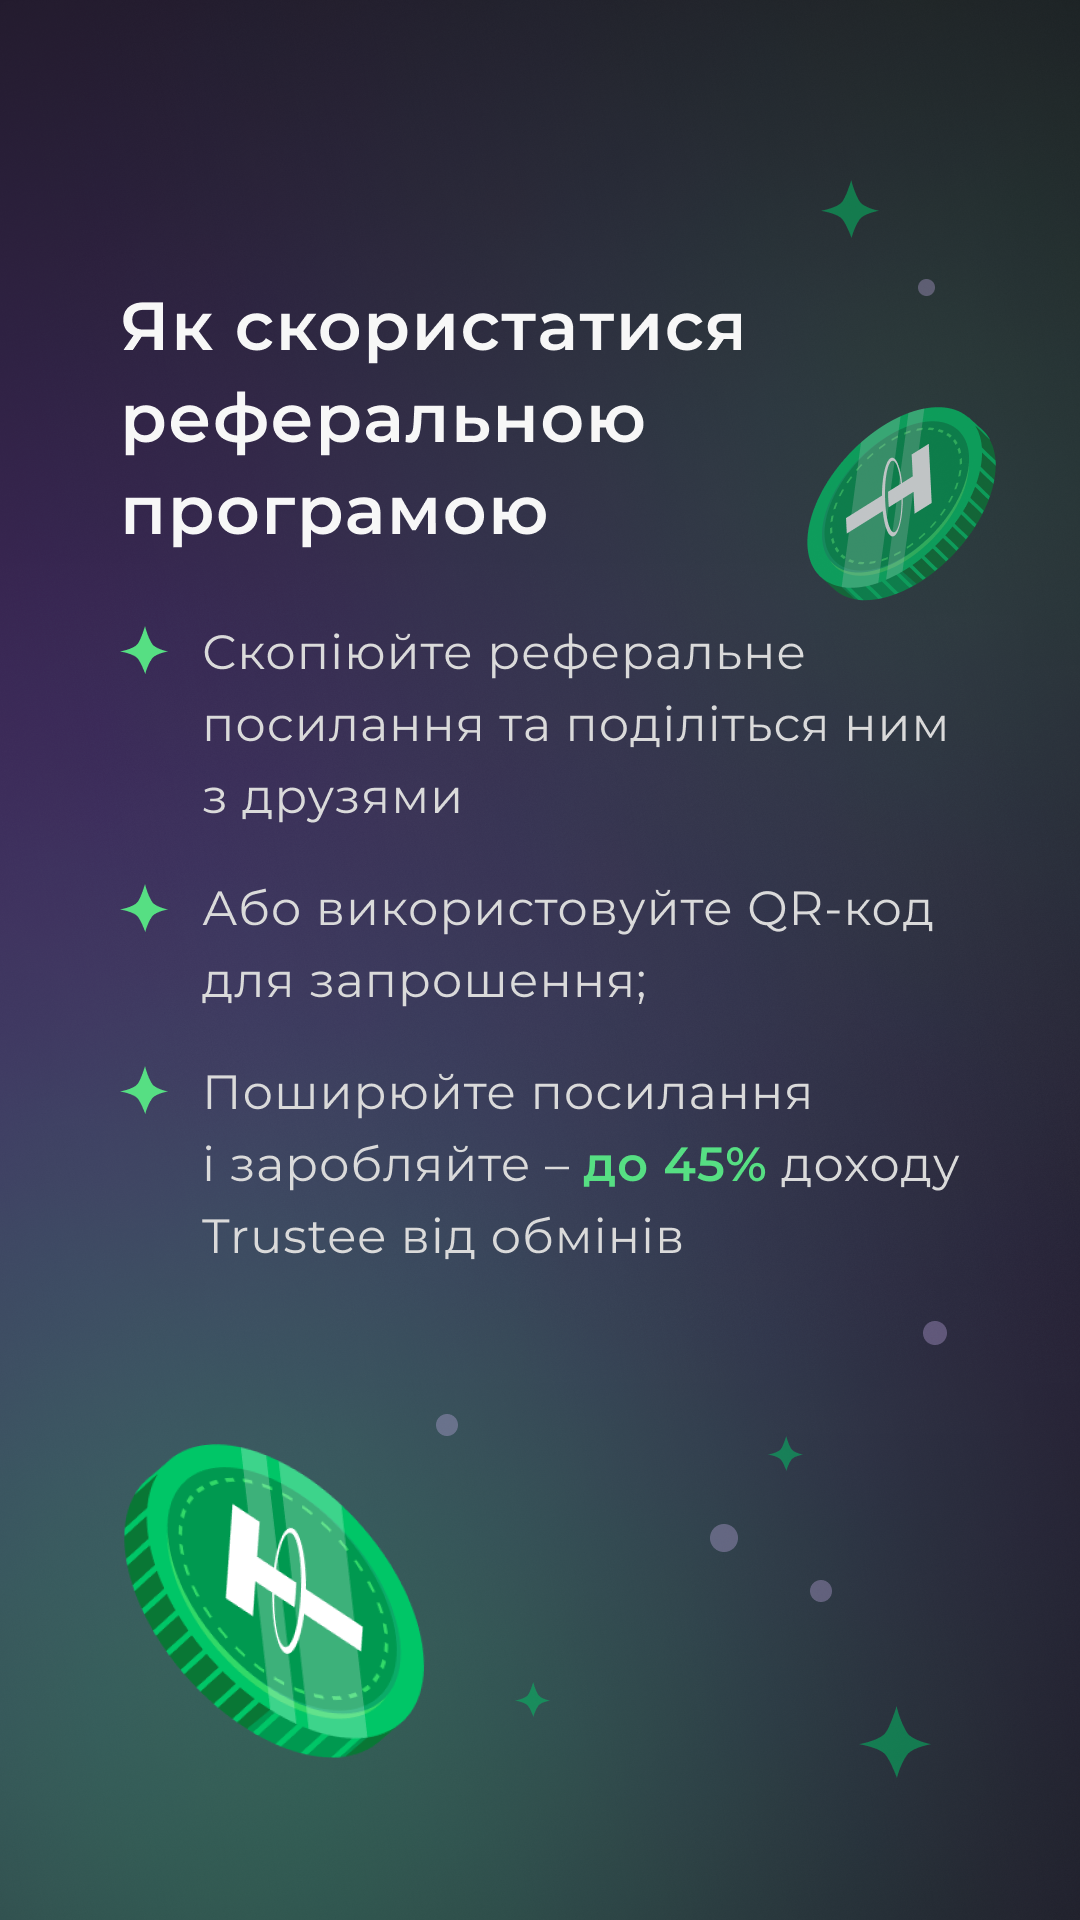 Як скористатися
реферальною
програмою
Скопіюйте реферальне
посилання та поділіться ним
з друзями
Або використовуйте QR-код
для запрошення;
Поширюйте посилання
і заробляйте – до 45% доходу
Trustee від обмінів